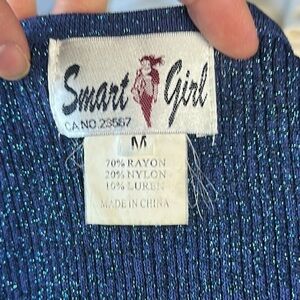 Smart Girl
CA NO.23567
M
70% RAYON
20% NYLON
10% LUREX
MADE IN CHINA